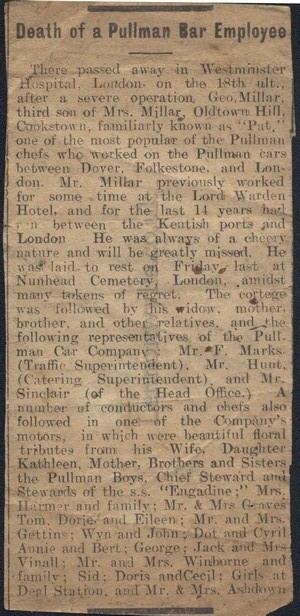 Death of a Pullman Bar Employee
There passed away in Westminster
Hospital, London, on the 18th ult.,
after a severe operation, Geo. Millar,
third son of Mrs. Millar, Oldtown Hill,
Cookstown, familiarly known as "Pat,"
one of the most popular of the Pullman
chefs who worked on the Pullman cars
between Dover, Folkestone, and Lon-
don. Mr. Millar previously worked
for some time at the Lord Warden
Hotel, and for the last 14 years had
run between the Kentish ports and
London He was always of a cheery
nature and will be greatly missed. He
was laid to rest on Friday last at
Nunhead Cemetery, London, amidst
many tokens of regret. The cortege
was followed by his widow, mother,
brother, and other relatives, and the
following representatives of the Pull-
man Car Company: Mr. F. Marks,
(Traffic Superintendent), Mr. Hunt,
(Catering Superintendent), and Mr.
Sinclair (of the Head Office.) A
number of conductors and chefs also
followed in one of the Company's
motors, in which were beautiful floral
tributes from his Wife, Daughter
Kathleen, Mother, Brothers and Sisters
the Pullman Boys, Chief Steward and
Stewards of the s.s. "Engadine;" Mrs.
Harmer and family; Mr. & Mrs Graves
Tom, Dorie and Eileen; Mr. and Mrs.
Gettins; Wyn and John; Dot and Cyril
Annie and Bert; George; Jack and Mrs
Vinall; Mr. and Mrs. Winborne and
family; Sid; Doris and Cecil; Girls at
Deal Station, and Mr. & Mrs. Ashdown